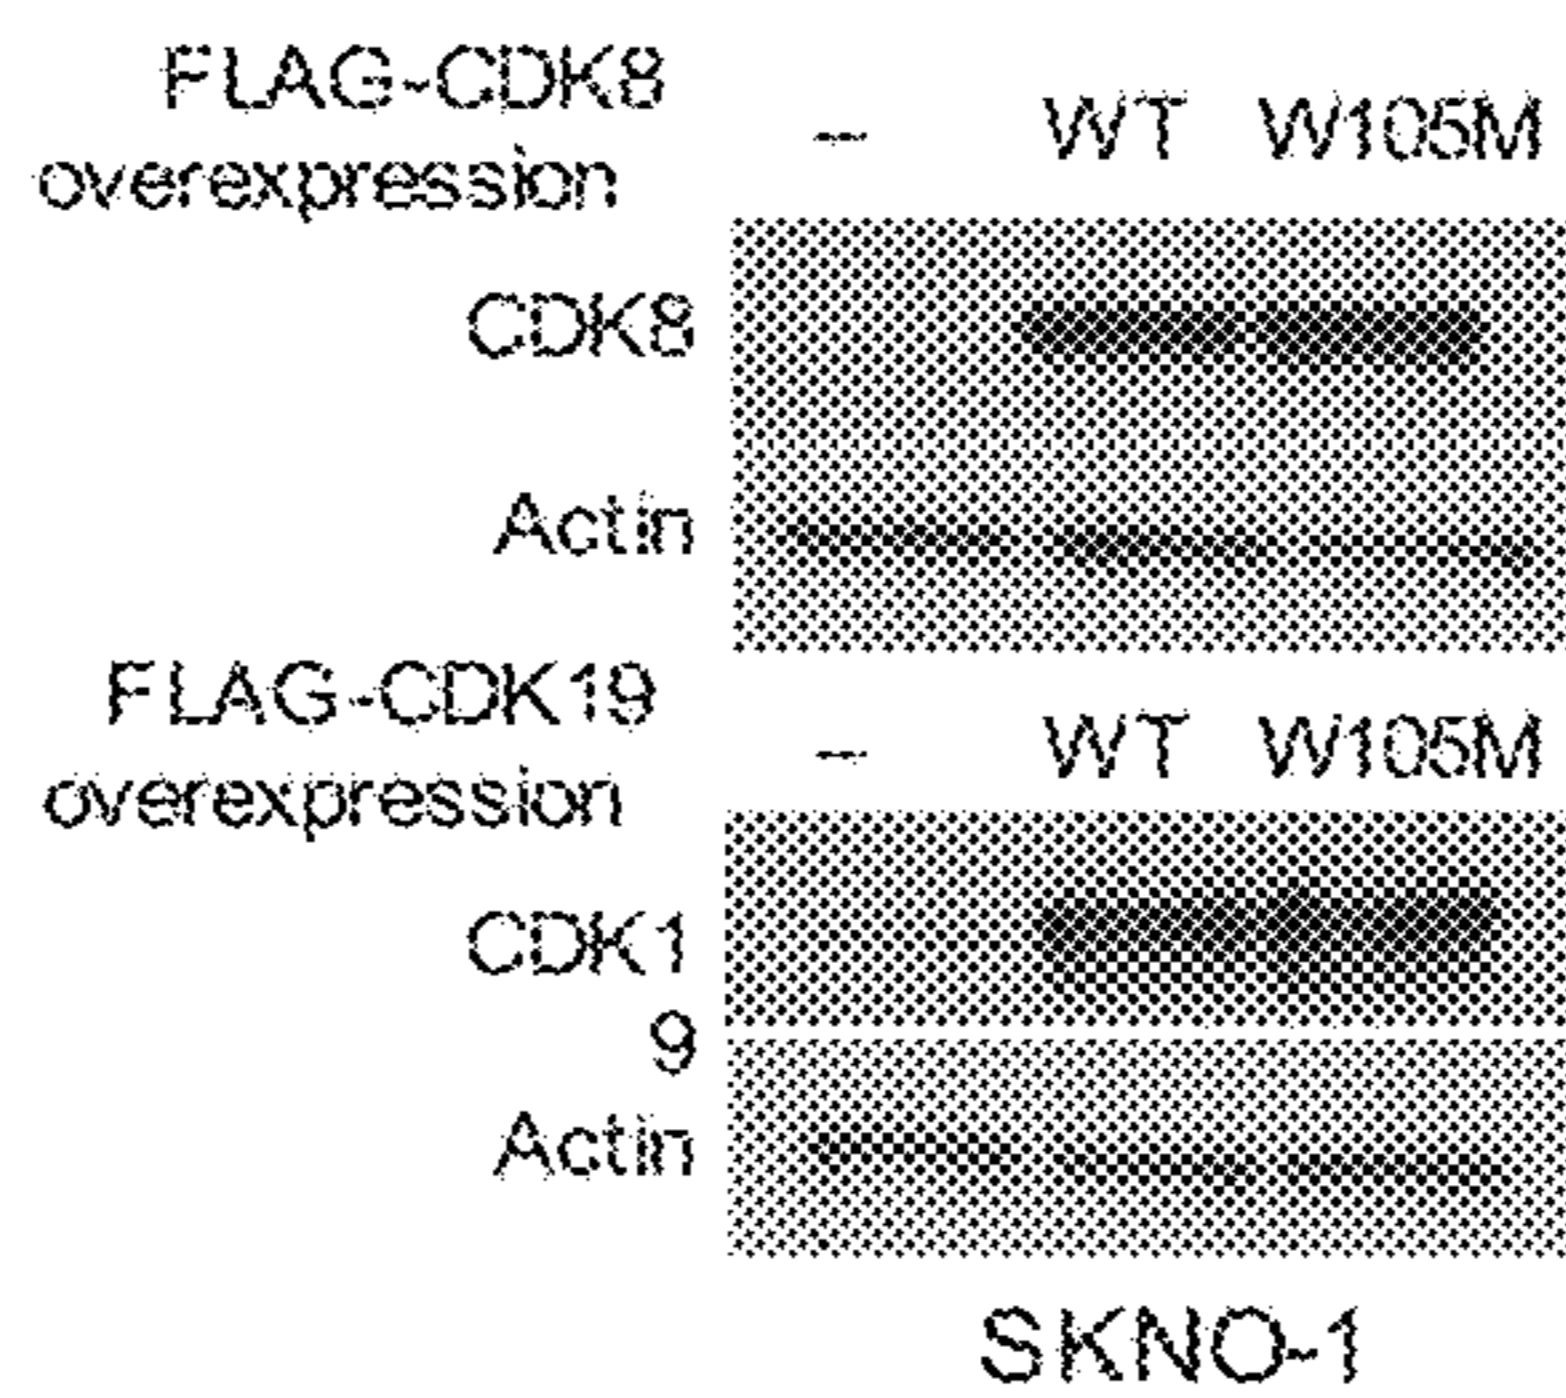 FLAG-CDK8
overexpression
– WT W105M
CDK8
Actin
FLAG-CDK19
overexpression
– WT W105M
CDK1
9
Actin
SKNO-1